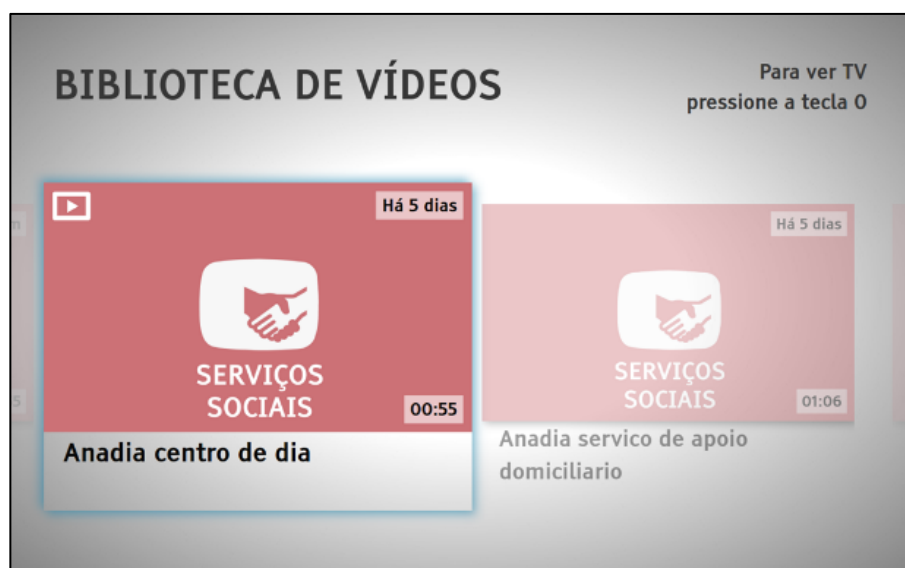 BIBLIOTECA DE VÍDEOS
Para ver TV
pressione a tecla 0
Há 5 dias
SERVIÇOS
SOCIAIS
00:55
Anadia centro de dia
Há 5 dias
SERVIÇOS
SOCIAIS
01:06
Anadia servico de apoio
domiciliario